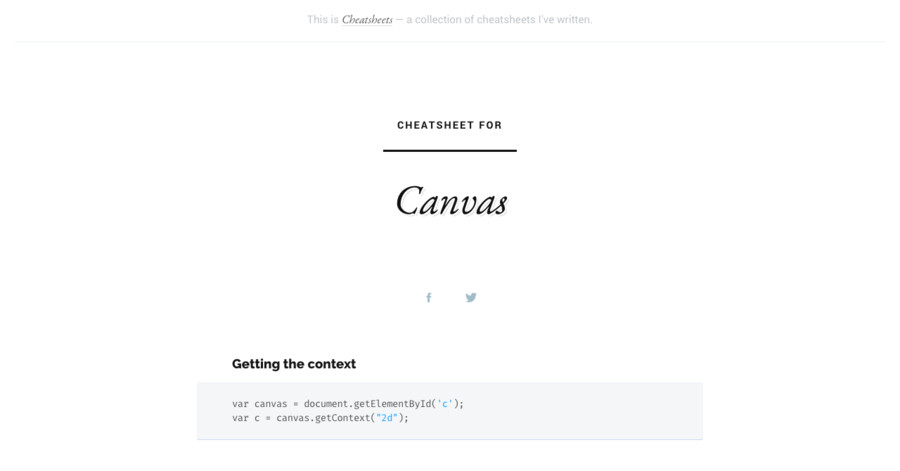 This is Cheatsheets — a collection of cheatsheets I've written.
CHEATSHEET FOR
Canvas
Getting the context
var canvas = document.getElementById('c');
var c = canvas.getContext("2d");